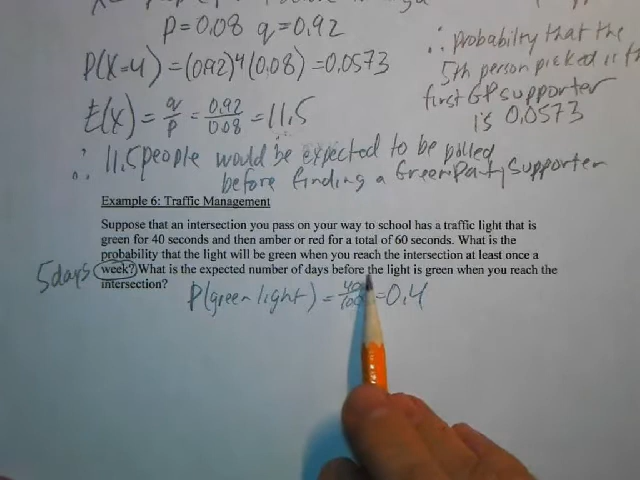 P=0.08 q=0.92
P(X=4) = (0.92)⁴(0.08) = 0.0573
E(X) = q/p = 0.92/0.08 = 11.5
∴ probability that the
5th person picked is th
first GP supporter
is 0.0573
∴ 11.5 people would be expected to be polled
before finding a Green Party supporter
Example 6: Traffic Management
Suppose that an intersection you pass on your way to school has a traffic light that is
green for 40 seconds and then amber or red for a total of 60 seconds. What is the
probability that the light will be green when you reach the intersection at least once a
5 days week? What is the expected number of days before the light is green when you reach the
intersection?
P(green light) = 40/100 = 0.4